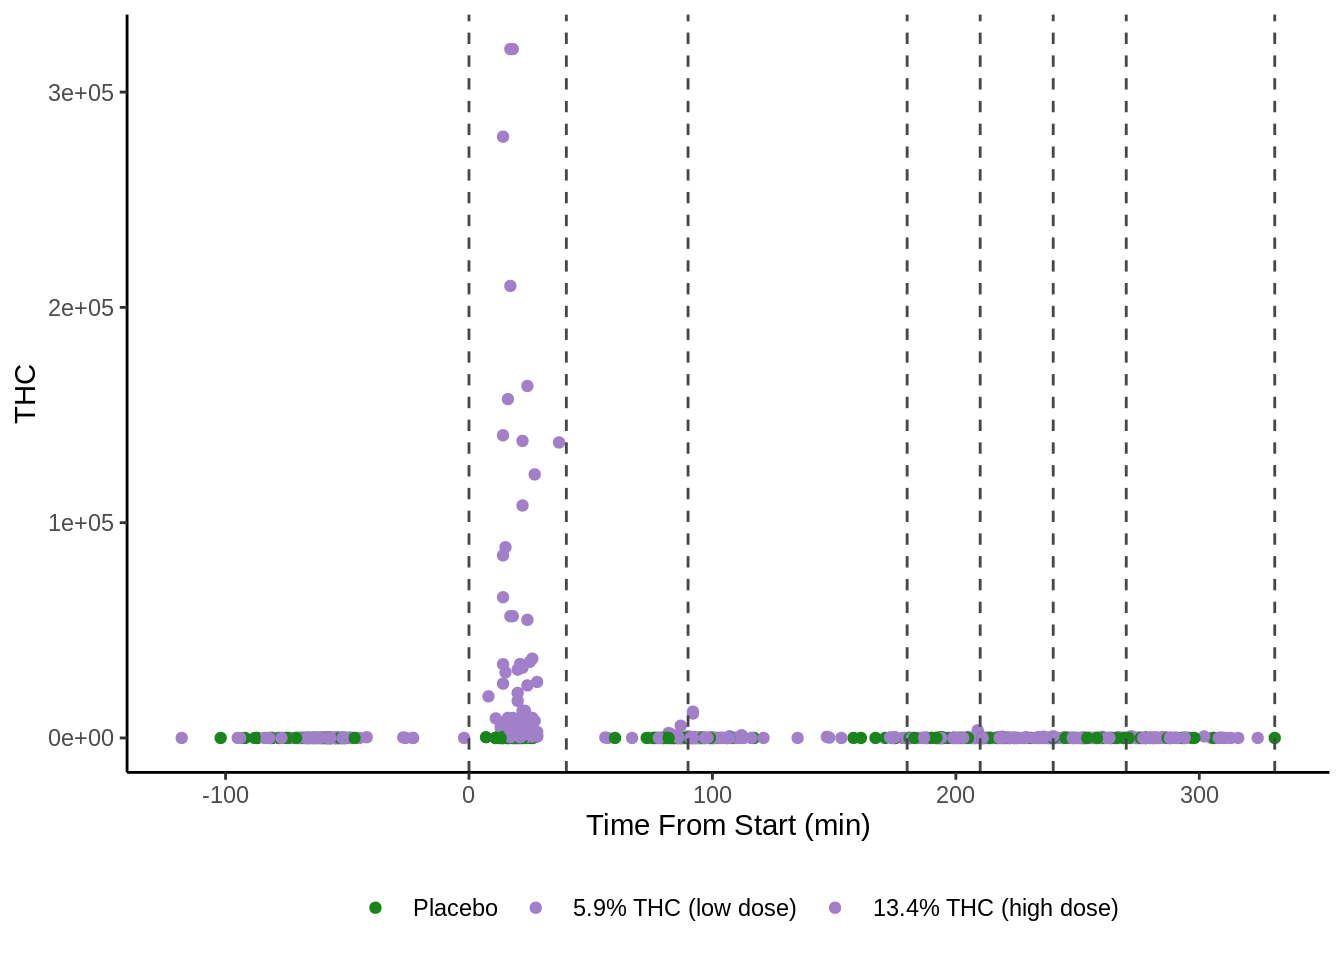 3e+05
2e+05
1e+05
0e+00
THC
-100 0 100 200 300
Time From Start (min)
Placebo 5.9% THC (low dose) 13.4% THC (high dose)